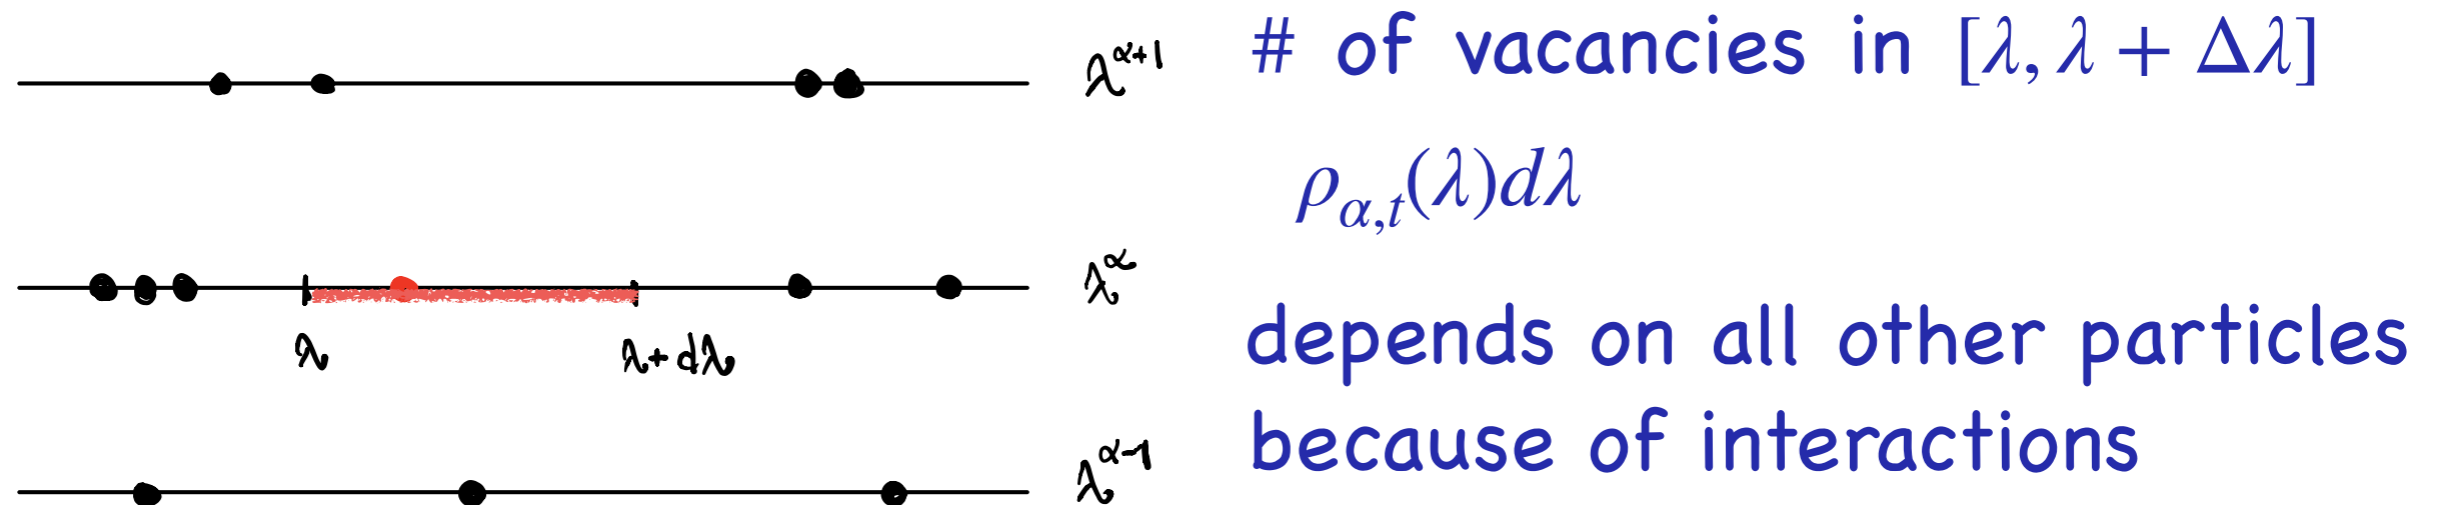 λ^{α+1} # of vacancies in [λ, λ + Δλ]
ρ_{α,t}(λ)dλ
λ^{α}
λ λ+dλ depends on all other particles
because of interactions
λ^{α-1}